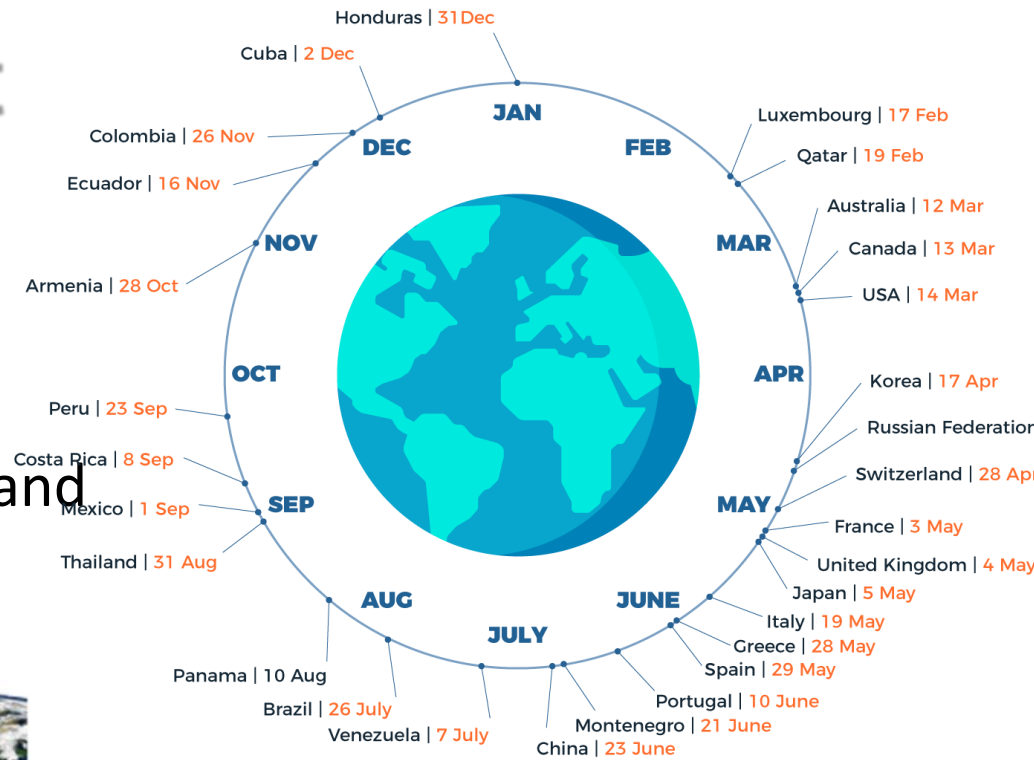 Honduras | 31Dec
Cuba | 2 Dec
Colombia | 26 Nov
Ecuador | 16 Nov
Armenia | 28 Oct
Peru | 23 Sep
Costa Rica | 8 Sep
and
Mexico | 1 Sep
Thailand | 31 Aug
Panama | 10 Aug
Brazil | 26 July
Venezuela | 7 July
China | 23 June
Montenegro | 21 June
Portugal | 10 June
Spain | 29 May
Greece | 28 May
Italy | 19 May
Japan | 5 May
United Kingdom | 4 May
France | 3 May
Switzerland | 28 Apr
Russian Federation
Korea | 17 Apr
USA | 14 Mar
Canada | 13 Mar
Australia | 12 Mar
Qatar | 19 Feb
Luxembourg | 17 Feb
JAN
FEB
MAR
APR
MAY
JUNE
JULY
AUG
SEP
OCT
NOV
DEC